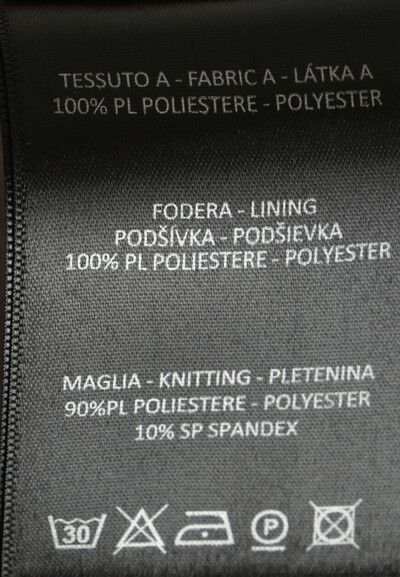 TESSUTO A - FABRIC A - LÁTKA A
100% PL POLIESTERE - POLYESTER
FODERA - LINING
PODŠÍVKA - PODŠIEVKA
100% PL POLIESTERE - POLYESTER
MAGLIA - KNITTING - PLETENINA
90%PL POLIESTERE - POLYESTER
10% SP SPANDEX
30 P